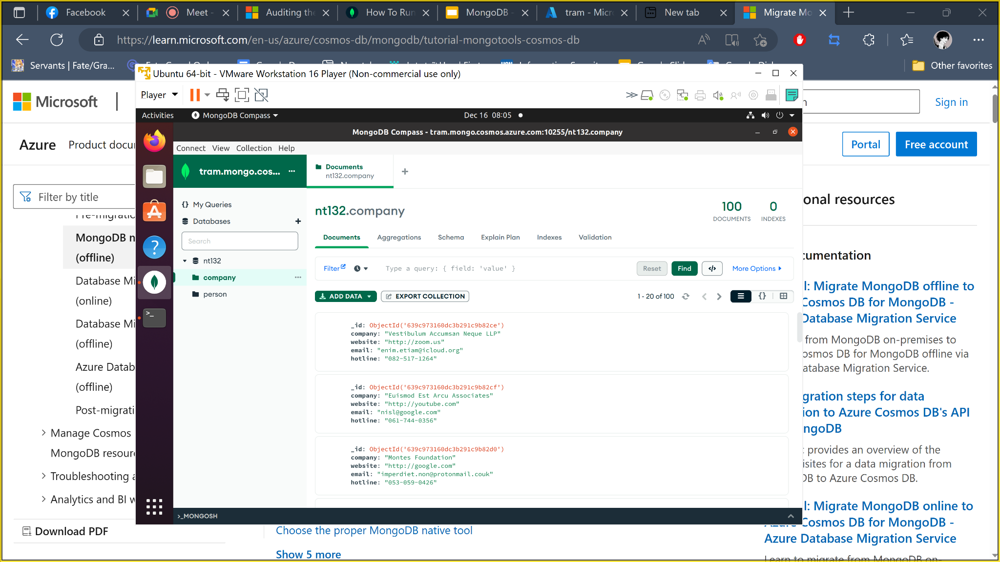 Facebook
Meet -
Auditing the
How To Run
MongoDB -
tram - Micr
New tab
Migrate Mo
https://learn.microsoft.com/en-us/azure/cosmos-db/mongodb/tutorial-mongotools-cosmos-db
Servants | Fate/Gra...
Other favorites
Ubuntu 64-bit - VMware Workstation 16 Player (Non-commercial use only)
Player
Microsoft
Sign in
Activities
MongoDB Compass
Dec 16 08:05
MongoDB Compass - tram.mongo.cosmos.azure.com:10255/nt132.company
Azure
Product docu
Portal
Free account
Connect View Collection Help
tram.mongo.cos...
Documents
nt132.company
Filter by title
My Queries
Databases
Search
nt132
company
person
nt132.company
100
DOCUMENTS
0
INDEXES
Documents
Aggregations
Schema
Explain Plan
Indexes
Validation
Filter
Type a query: { field: 'value' }
Reset
Find
More Options
ADD DATA
EXPORT COLLECTION
1 - 20 of 100
_id: ObjectId('639c973160dc3b291c9b82ce')
company: "Vestibulum Accumsan Neque LLP"
website: "http://zoom.us"
email: "enim.etiam@icloud.org"
hotline: "082-517-1264"
_id: ObjectId('639c973160dc3b291c9b82cf')
company: "Euismod Est Arcu Associates"
website: "http://youtube.com"
email: "nisl@google.com"
hotline: "061-744-0356"
_id: ObjectId('639c973160dc3b291c9b82d0')
company: "Montes Foundation"
website: "http://google.com"
email: "imperdiet.non@protonmail.couk"
hotline: "053-059-0426"
>_MONGOSH
Pre-migratic
MongoDB n
(offline)
Database Mi
(online)
Database Mi
(offline)
Azure Datab
(offline)
Post-migrati
Manage Cosmos
MongoDB resour
Troubleshooting a
Analytics and BI w
Download PDF
Choose the proper MongoDB native tool
Show 5 more
onal resources
cumentation
l: Migrate MongoDB offline to
Cosmos DB for MongoDB -
Database Migration Service
from MongoDB on-premises to
osmos DB for MongoDB offline via
atabase Migration Service.
gration steps for data
ion to Azure Cosmos DB's API
ngoDB
provides an overview of the
isites for a data migration from
DB to Azure Cosmos DB.
l: Migrate MongoDB online to
Azure Cosmos DB for MongoDB -
Azure Database Migration Service
Learn to migrate from MongoDB on-